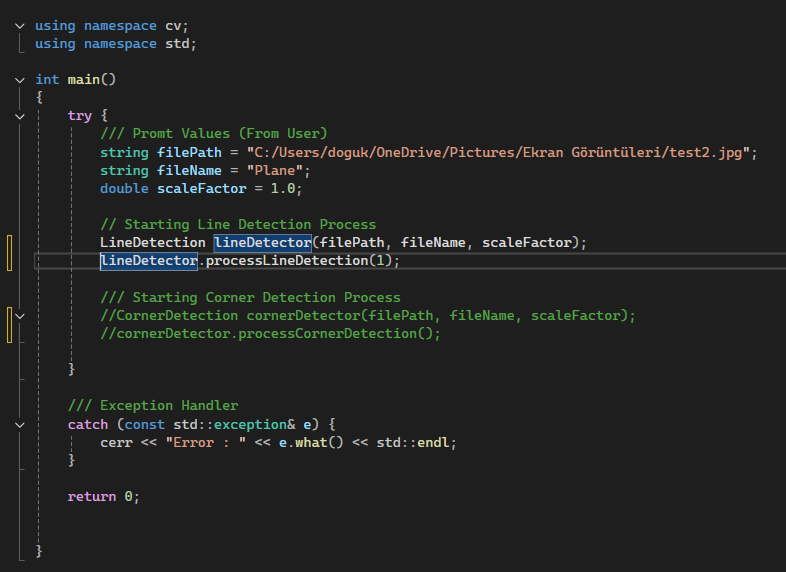 using namespace cv;
using namespace std;
int main()
{
try {
/// Promt Values (From User)
string filePath = "C:/Users/doguk/OneDrive/Pictures/Ekran Görüntüleri/test2.jpg";
string fileName = "Plane";
double scaleFactor = 1.0;
// Starting Line Detection Process
LineDetection lineDetector(filePath, fileName, scaleFactor);
lineDetector.processLineDetection(1);
/// Starting Corner Detection Process
//CornerDetection cornerDetector(filePath, fileName, scaleFactor);
//cornerDetector.processCornerDetection();
}
/// Exception Handler
catch (const std::exception& e) {
cerr << "Error : " << e.what() << std::endl;
}
return 0;
}